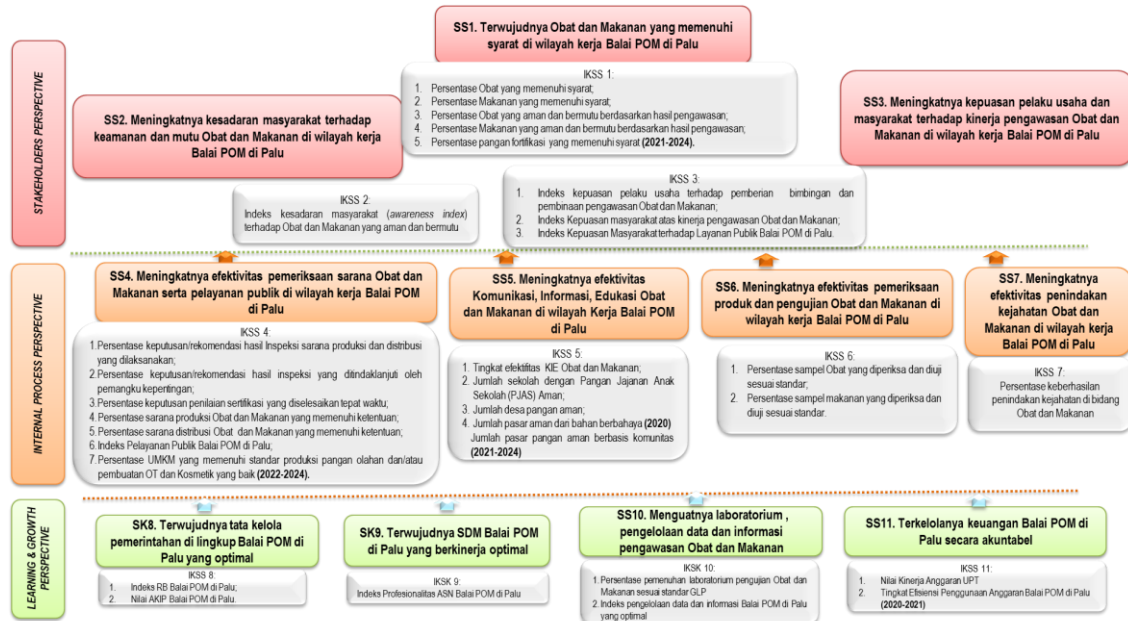 STAKEHOLDERS PERSPECTIVE
SS1. Terwujudnya Obat dan Makanan yang memenuhi
syarat di wilayah kerja Balai POM di Palu
IKSS 1:
1. Persentase Obat yang memenuhi syarat;
2. Persentase Makanan yang memenuhi syarat;
3. Persentase Obat yang aman dan bermutu berdasarkan hasil pengawasan;
4. Persentase Makanan yang aman dan bermutu berdasarkan hasil pengawasan;
5. Persentase pangan fortifikasi yang memenuhi syarat (2021-2024).
SS2. Meningkatnya kesadaran masyarakat terhadap
keamanan dan mutu Obat dan Makanan di wilayah kerja
Balai POM di Palu
IKSS 2:
Indeks kesadaran masyarakat (awareness index)
terhadap Obat dan Makanan yang aman dan bermutu
SS3. Meningkatnya kepuasan pelaku usaha dan
masyarakat terhadap kinerja pengawasan Obat dan
Makanan di wilayah kerja Balai POM di Palu
IKSS 3:
1. Indeks kepuasan pelaku usaha terhadap pemberian bimbingan dan
pembinaan pengawasan Obat dan Makanan;
2. Indeks Kepuasan masyarakat atas kinerja pengawasan Obat dan Makanan;
3. Indeks Kepuasan Masyarakat terhadap Layanan Publik Balai POM di Palu.
INTERNAL PROCESS PERSPECTIVE
SS4. Meningkatnya efektivitas pemeriksaan sarana Obat dan
Makanan serta pelayanan publik di wilayah kerja Balai POM
di Palu
IKSS 4:
1. Persentase keputusan/rekomendasi hasil Inspeksi sarana produksi dan distribusi
yang dilaksanakan;
2. Persentase keputusan/rekomendasi hasil inspeksi yang ditindaklanjuti oleh
pemangku kepentingan;
3. Persentase keputusan penilaian sertifikasi yang diselesaikan tepat waktu;
4. Persentase sarana produksi Obat dan Makanan yang memenuhi ketentuan;
5. Persentase sarana distribusi Obat dan Makanan yang memenuhi ketentuan;
6. Indeks Pelayanan Publik Balai POM di Palu;
7. Persentase UMKM yang memenuhi standar produksi pangan olahan dan/atau
pembuatan OT dan Kosmetik yang baik (2022-2024).
SS5. Meningkatnya efektivitas
Komunikasi, Informasi, Edukasi Obat
dan Makanan di wilayah Kerja Balai POM
di Palu
IKSS 5:
1. Tingkat efektifitas KIE Obat dan Makanan;
2. Jumlah sekolah dengan Pangan Jajanan Anak
Sekolah (PJAS) Aman;
3. Jumlah desa pangan aman;
4. Jumlah pasar aman dari bahan berbahaya (2020)
Jumlah pasar pangan aman berbasis komunitas
(2021-2024)
SS6. Meningkatnya efektivitas pemeriksaan
produk dan pengujian Obat dan Makanan di
wilayah kerja Balai POM di Palu
IKSS 6:
1. Persentase sampel Obat yang diperiksa dan diuji
sesuai standar;
2. Persentase sampel makanan yang diperiksa dan
diuji sesuai standar.
SS7. Meningkatnya
efektivitas penindakan
kejahatan Obat dan
Makanan di wilayah kerja
Balai POM di Palu
IKSS 7:
Persentase keberhasilan
penindakan kejahatan di bidang
Obat dan Makanan
LEARNING & GROWTH
PERSPECTIVE
SK8. Terwujudnya tata kelola
pemerintahan di lingkup Balai POM di
Palu yang optimal
IKSS 8:
1. Indeks RB Balai POM di Palu;
2. Nilai AKIP Balai POM di Palu.
SK9. Terwujudnya SDM Balai POM
di Palu yang berkinerja optimal
IKSK 9:
Indeks Profesionalitas ASN Balai POM di Palu
SS10. Menguatnya laboratorium ,
pengelolaan data dan informasi
pengawasan Obat dan Makanan
IKSK 10:
1. Persentase pemenuhan laboratorium pengujian Obat dan
Makanan sesuai standar GLP
2. Indeks pengelolaan data dan informasi Balai POM di Palu
yang optimal
SS11. Terkelolanya keuangan Balai POM di
Palu secara akuntabel
IKSS 11:
1. Nilai Kinerja Anggaran UPT
2. Tingkat Efisiensi Penggunaan Anggaran Balai POM di Palu
(2020-2021)